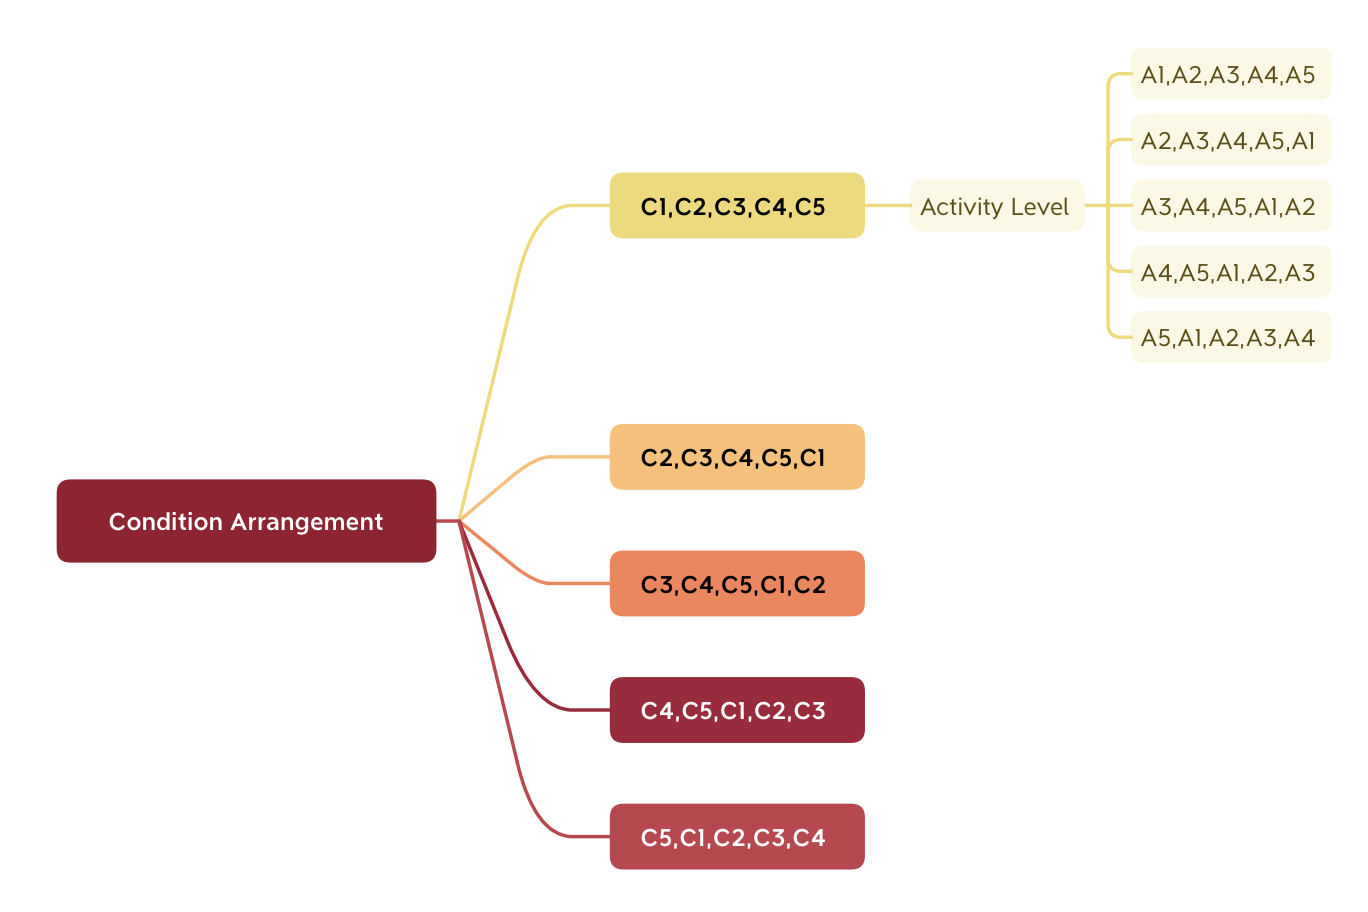 Condition Arrangement
C1,C2,C3,C4,C5
Activity Level
A1,A2,A3,A4,A5
A2,A3,A4,A5,A1
A3,A4,A5,A1,A2
A4,A5,A1,A2,A3
A5,A1,A2,A3,A4
C2,C3,C4,C5,C1
C3,C4,C5,C1,C2
C4,C5,C1,C2,C3
C5,C1,C2,C3,C4